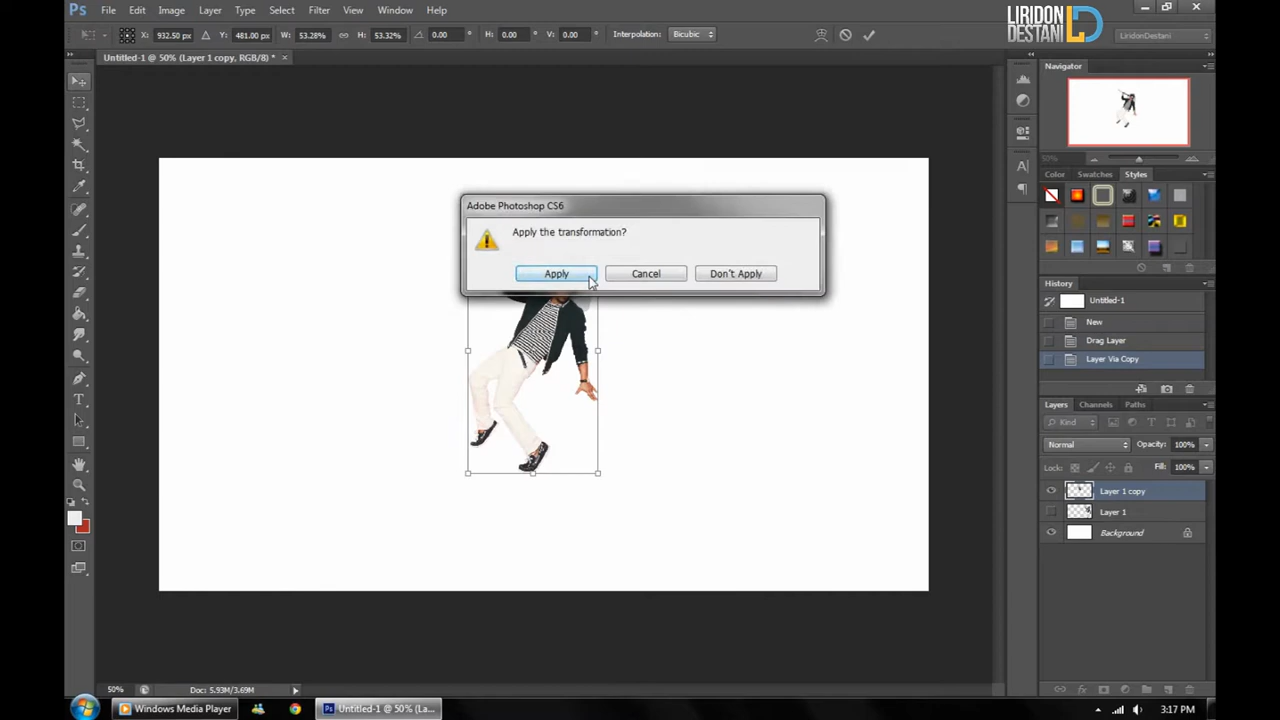 Ps File Edit Image Layer Type Select Filter View Window Help
LIRIDON
DESTANI
X: 932.50 px Y: 481.00 px W: 53.28% H: 53.32% 0.00 ° H: 0.00 ° V: 0.00 ° Interpolation: Bicubic
LiridonDestani
Untitled-1 @ 50% (Layer 1 copy, RGB/8) * ×
Navigator
50%
Color Swatches Styles
Adobe Photoshop CS6
Apply the transformation?
Apply Cancel Don't Apply
History
Untitled-1
New
Drag Layer
Layer Via Copy
Layers Channels Paths
Kind
Normal Opacity: 100%
Lock: Fill: 100%
Layer 1 copy
Layer 1
Background
50% Doc: 5.93M/3.69M
Windows Media Player Untitled-1 @ 50% (La... 3:17 PM